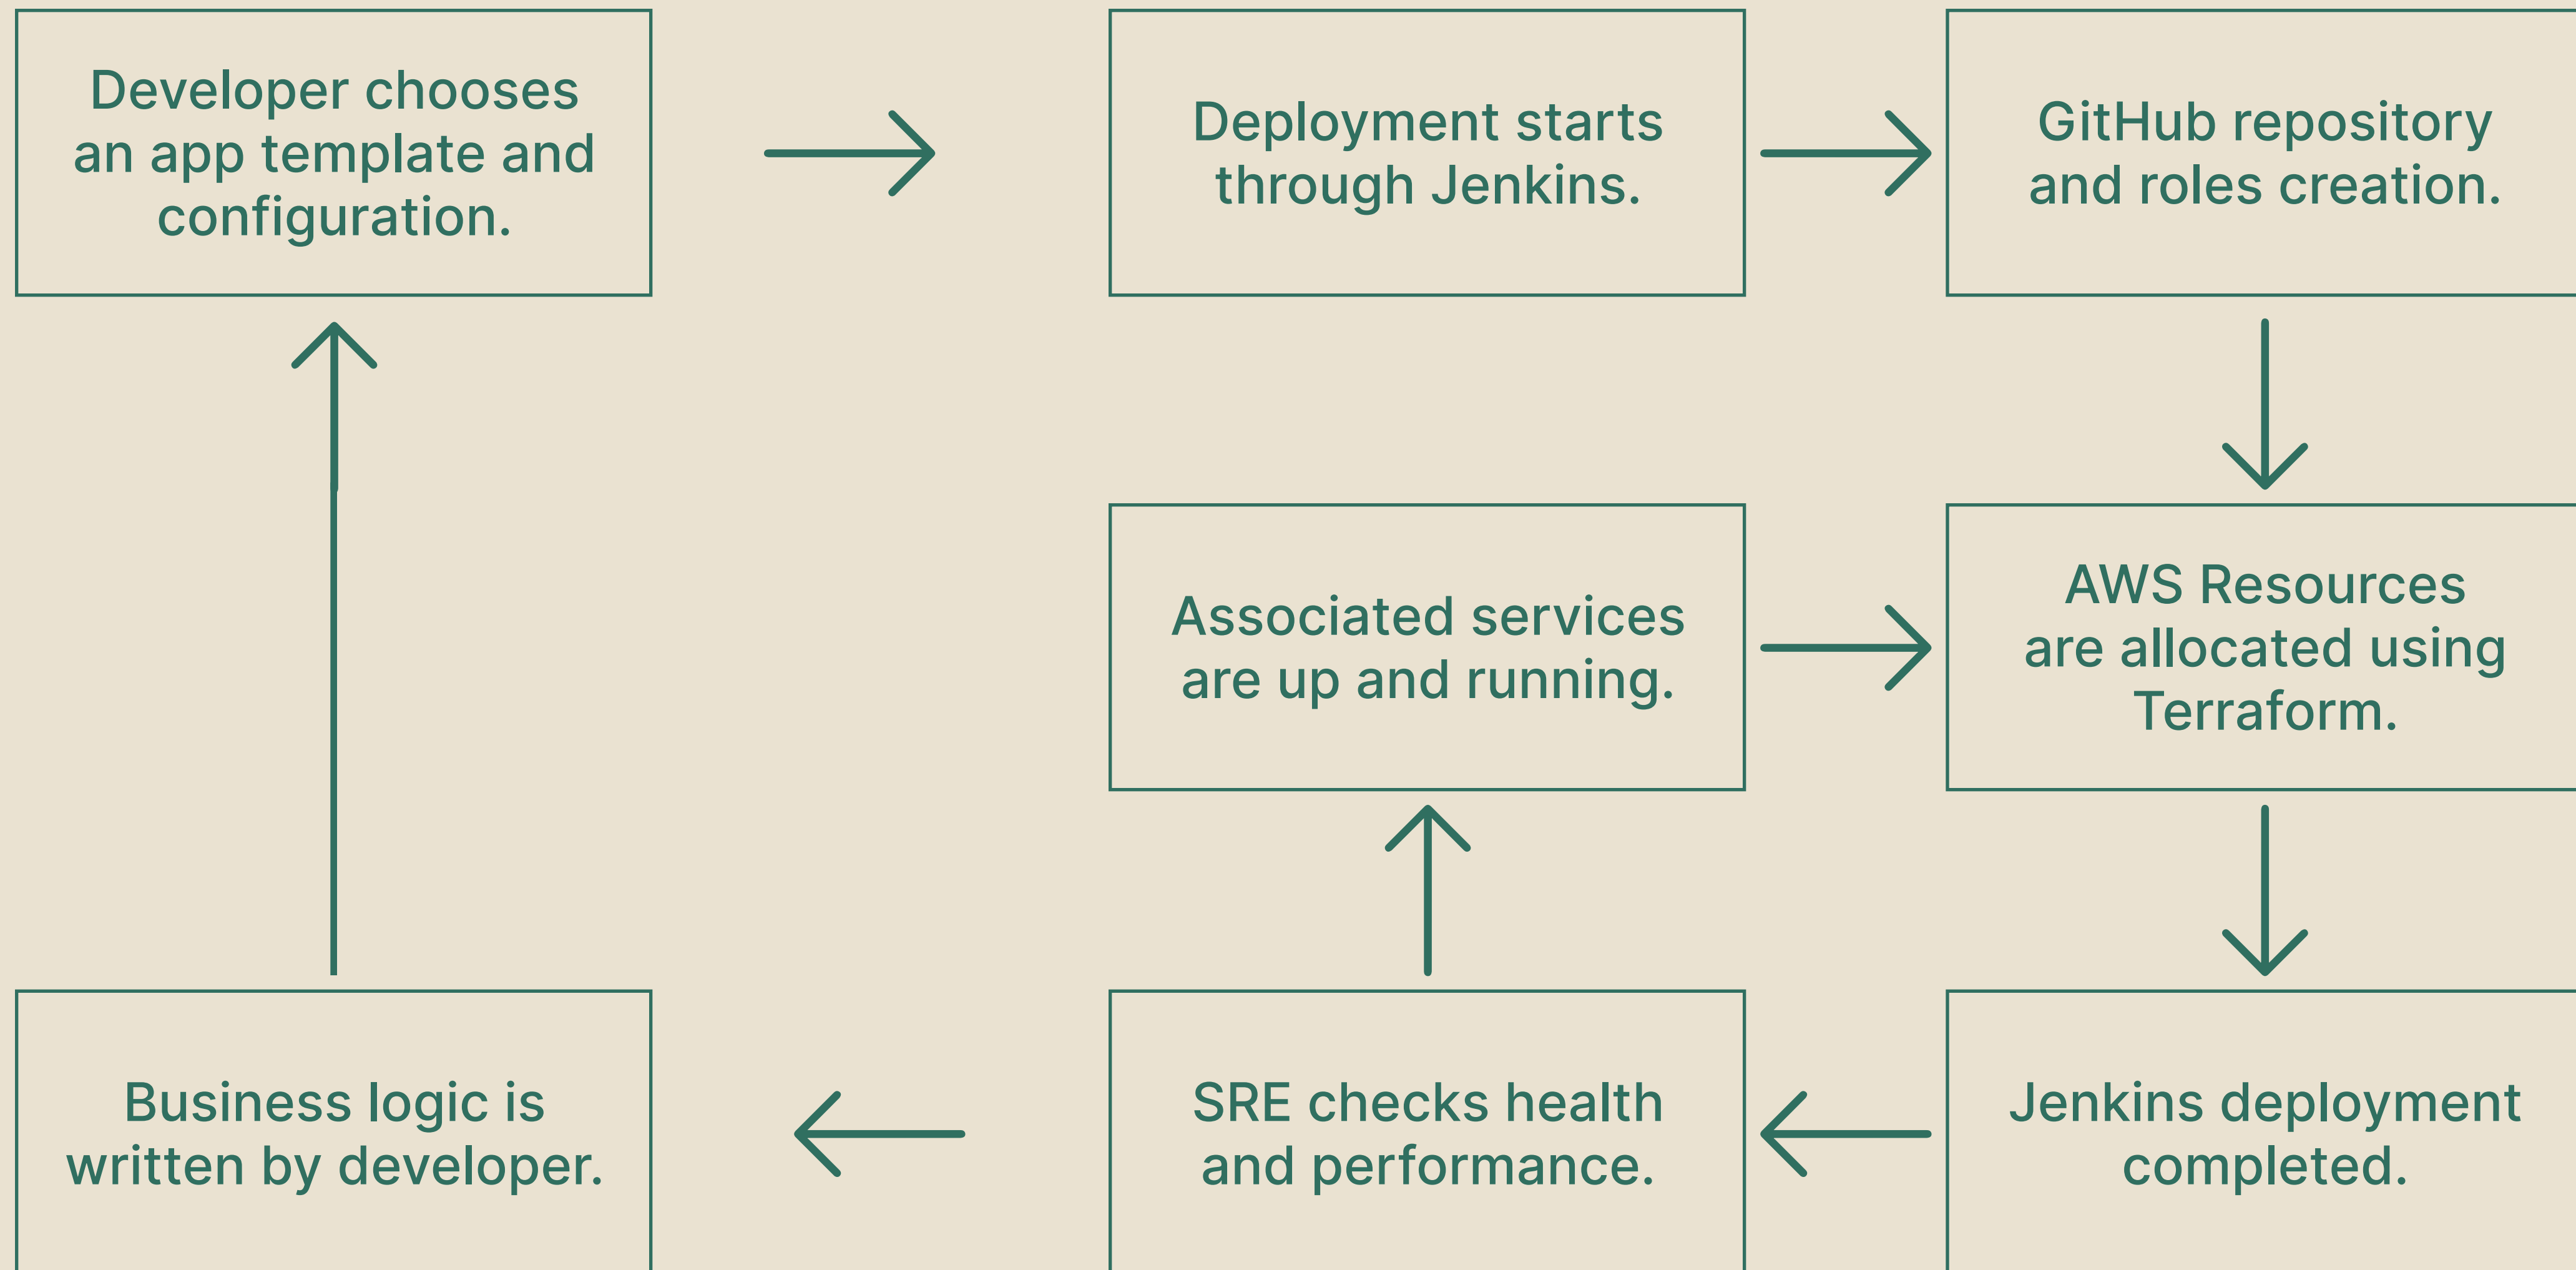 Developer chooses
an app template and
configuration.
Deployment starts
through Jenkins.
GitHub repository
and roles creation.
Associated services
are up and running.
AWS Resources
are allocated using
Terraform.
Business logic is
written by developer.
SRE checks health
and performance.
Jenkins deployment
completed.